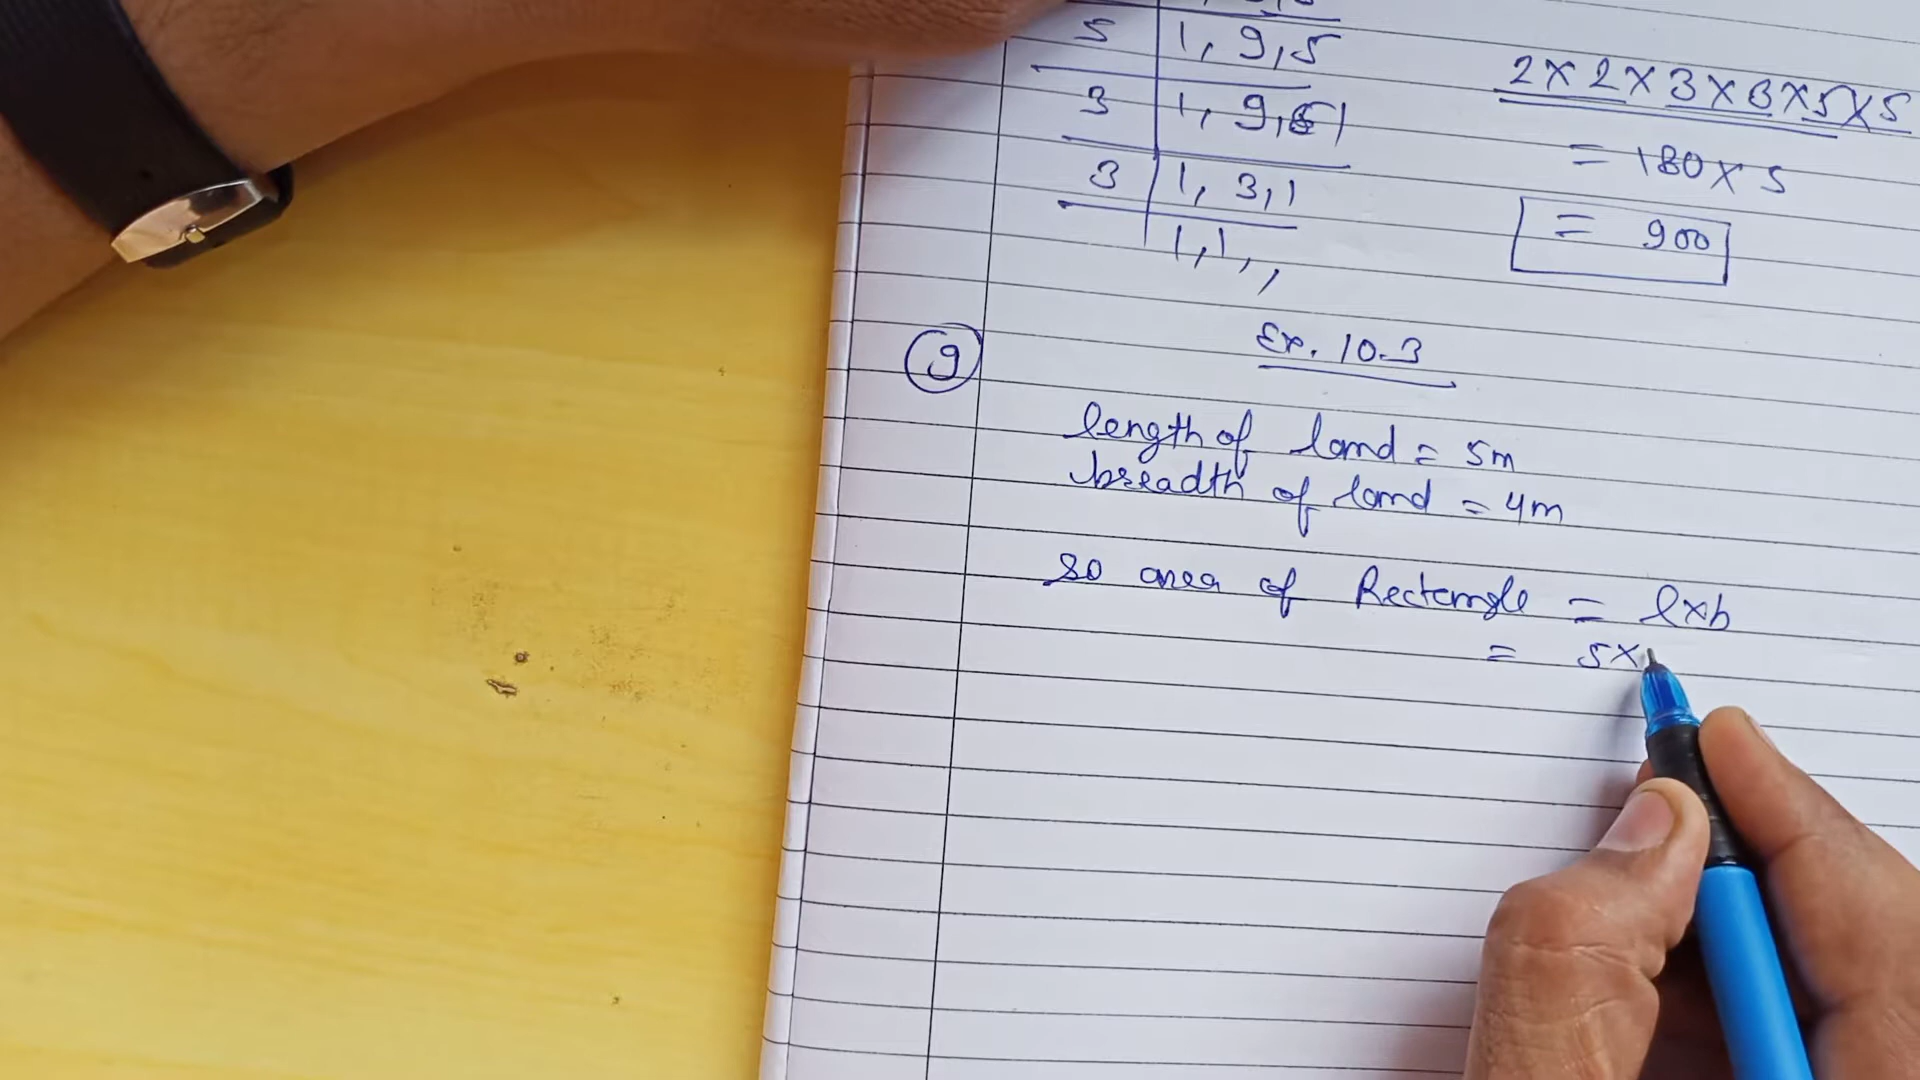 5 | 1, 9, 5
3 | 1, 9, 1
3 | 1, 3, 1
1, 1, ,
2 x 2 x 3 x 3 x 5 x 5
= 180 x 5
= 900
9
Ex. 10.3
length of land = 5m
breadth of land = 4m
So area of Rectangle = l x b
= 5 x